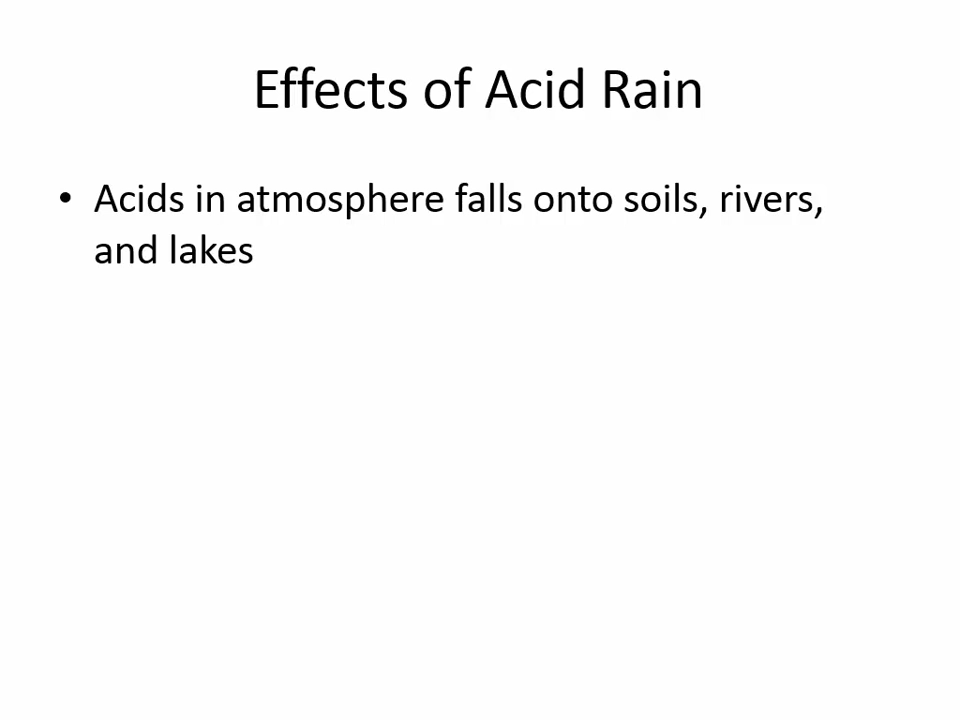 Effects of Acid Rain
• Acids in atmosphere falls onto soils, rivers,
and lakes